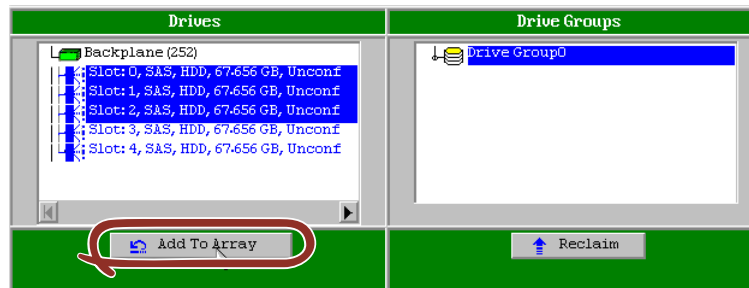 Drives
Backplane (252)
Slot: 0, SAS, HDD, 67.656 GB, Unconf
Slot: 1, SAS, HDD, 67.656 GB, Unconf
Slot: 2, SAS, HDD, 67.656 GB, Unconf
Slot: 3, SAS, HDD, 67.656 GB, Unconf
Slot: 4, SAS, HDD, 67.656 GB, Unconf
Add To Array
Drive Groups
Drive Group0
Reclaim